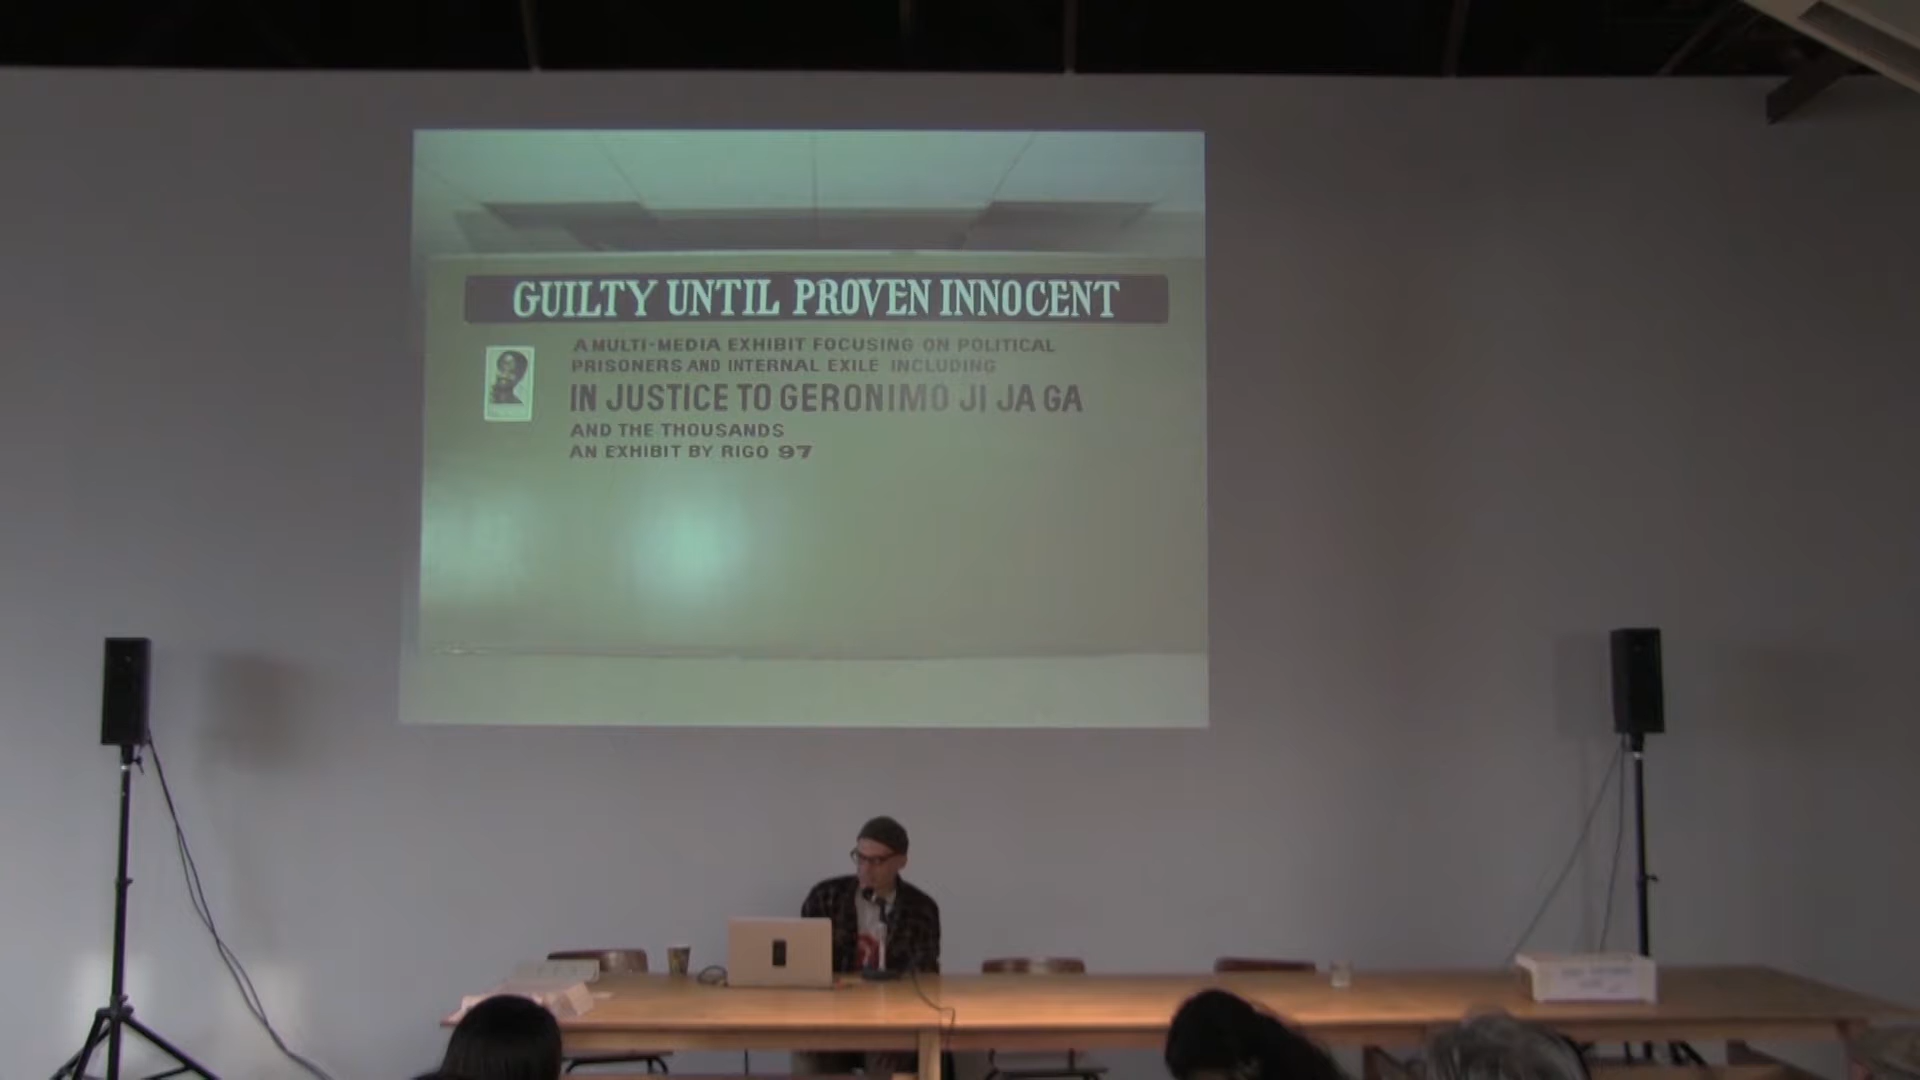 GUILTY UNTIL PROVEN INNOCENT
A MULTI-MEDIA EXHIBIT FOCUSING ON POLITICAL
PRISONERS AND INTERNAL EXILE INCLUDING
IN JUSTICE TO GERONIMO JI JA GA
AND THE THOUSANDS
AN EXHIBIT BY RIGO 97